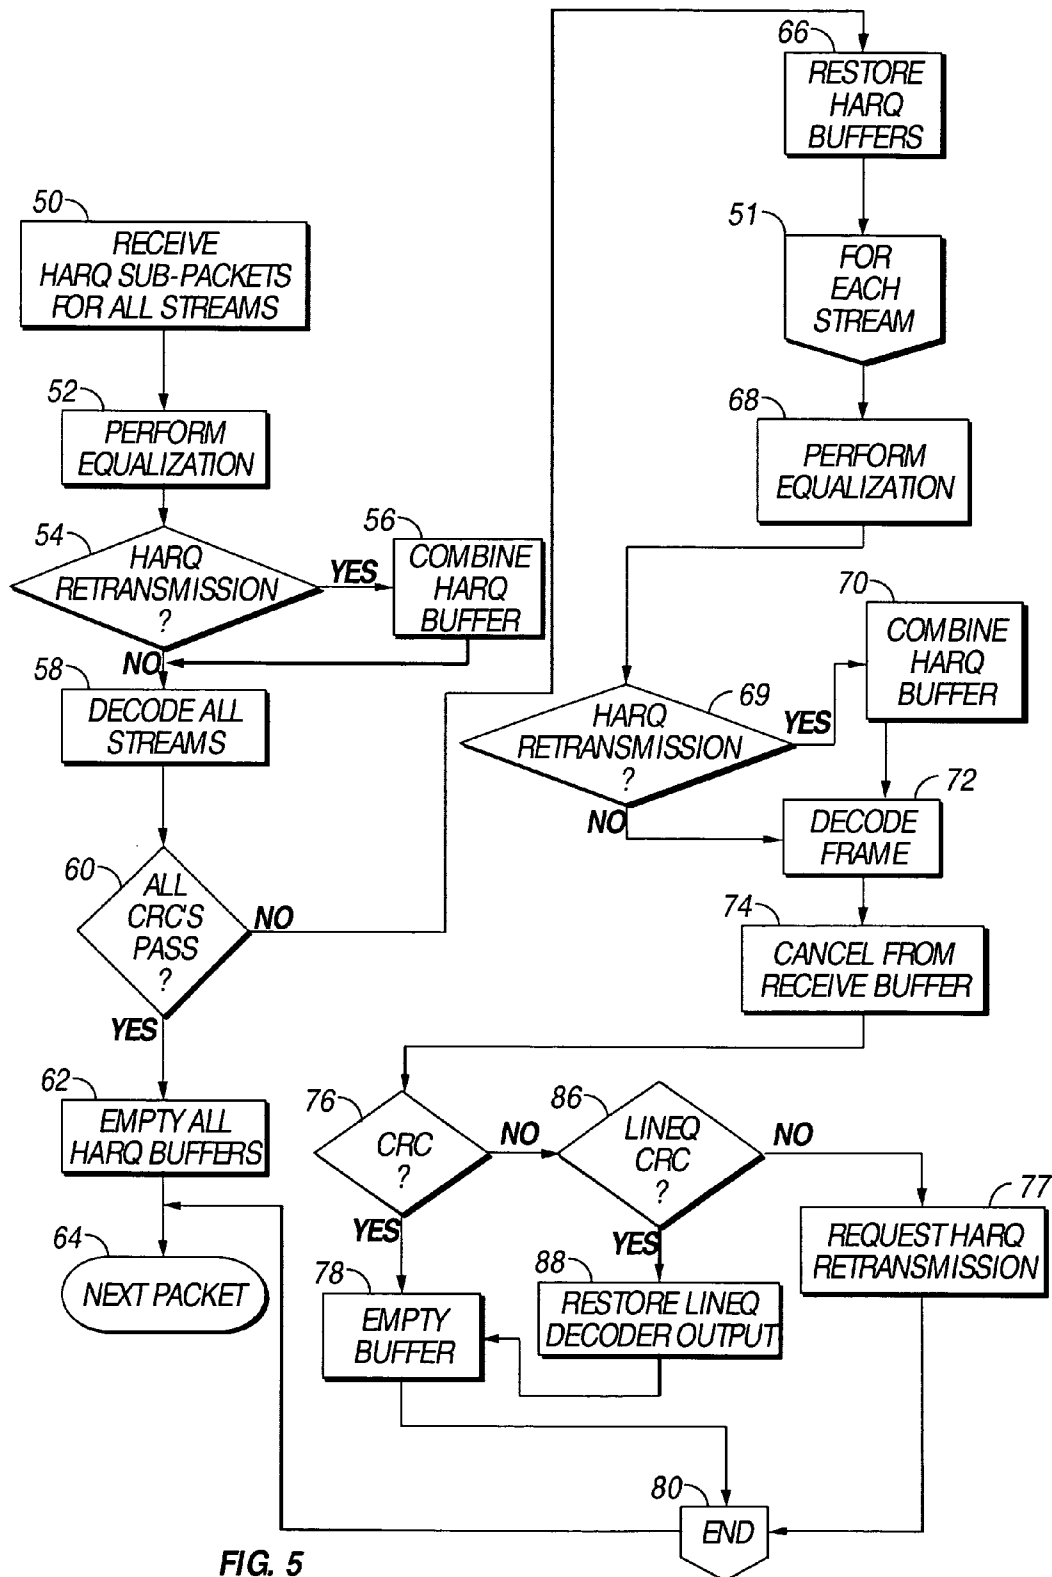 50
RECEIVE
HARQ SUB-PACKETS
FOR ALL STREAMS
52
PERFORM
EQUALIZATION
54
HARQ
RETRANSMISSION
?
YES
56
COMBINE
HARQ
BUFFER
NO
58
DECODE ALL
STREAMS
60
ALL
CRC'S
PASS
?
NO
YES
62
EMPTY ALL
HARQ BUFFERS
64
NEXT PACKET
66
RESTORE
HARQ
BUFFERS
51
FOR
EACH
STREAM
68
PERFORM
EQUALIZATION
69
HARQ
RETRANSMISSION
?
YES
70
COMBINE
HARQ
BUFFER
NO
72
DECODE
FRAME
74
CANCEL FROM
RECEIVE BUFFER
76
CRC
?
NO
YES
86
LINEQ
CRC
?
NO
YES
77
REQUEST HARQ
RETRANSMISSION
78
EMPTY
BUFFER
88
RESTORE LINEQ
DECODER OUTPUT
80
END
FIG. 5